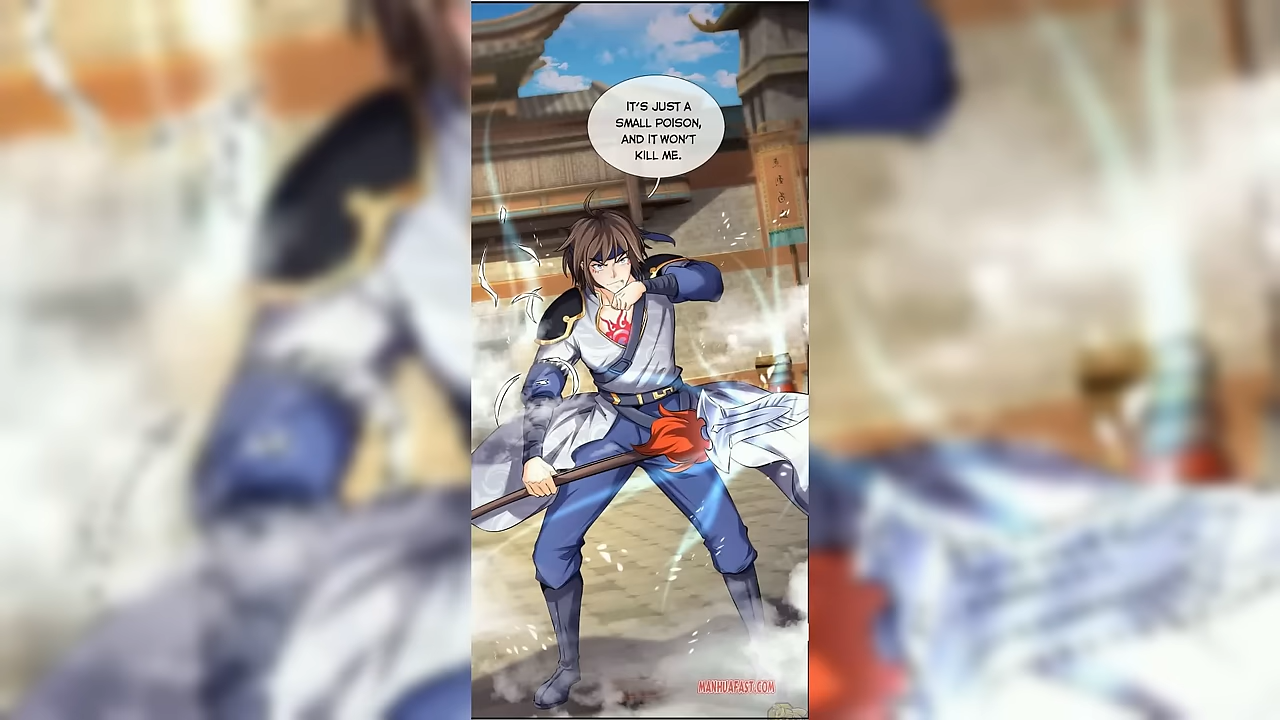 IT'S JUST A
SMALL POISON,
AND IT WON'T
KILL ME.
MANHUAFAST.COM